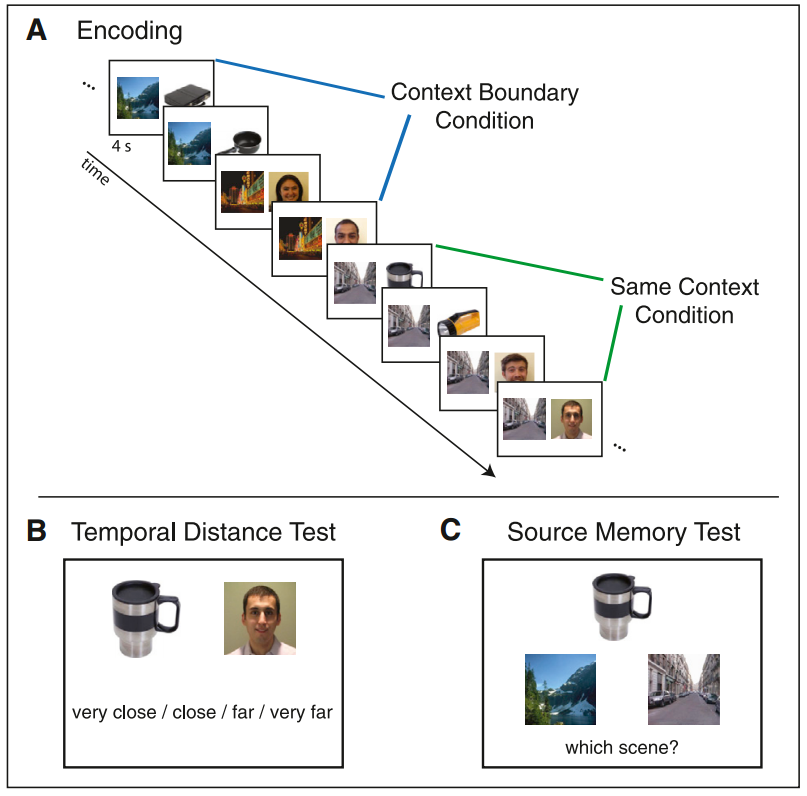 A Encoding
...
Context Boundary
Condition
4 s
time
Same Context
Condition
...
B Temporal Distance Test
very close / close / far / very far
C Source Memory Test
which scene?